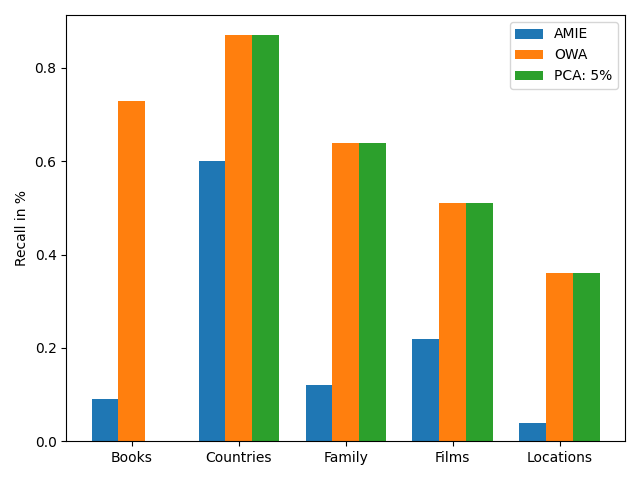 AMIE
OWA
PCA: 5%
Recall in %
0.8
0.6
0.4
0.2
0.0
Books Countries Family Films Locations